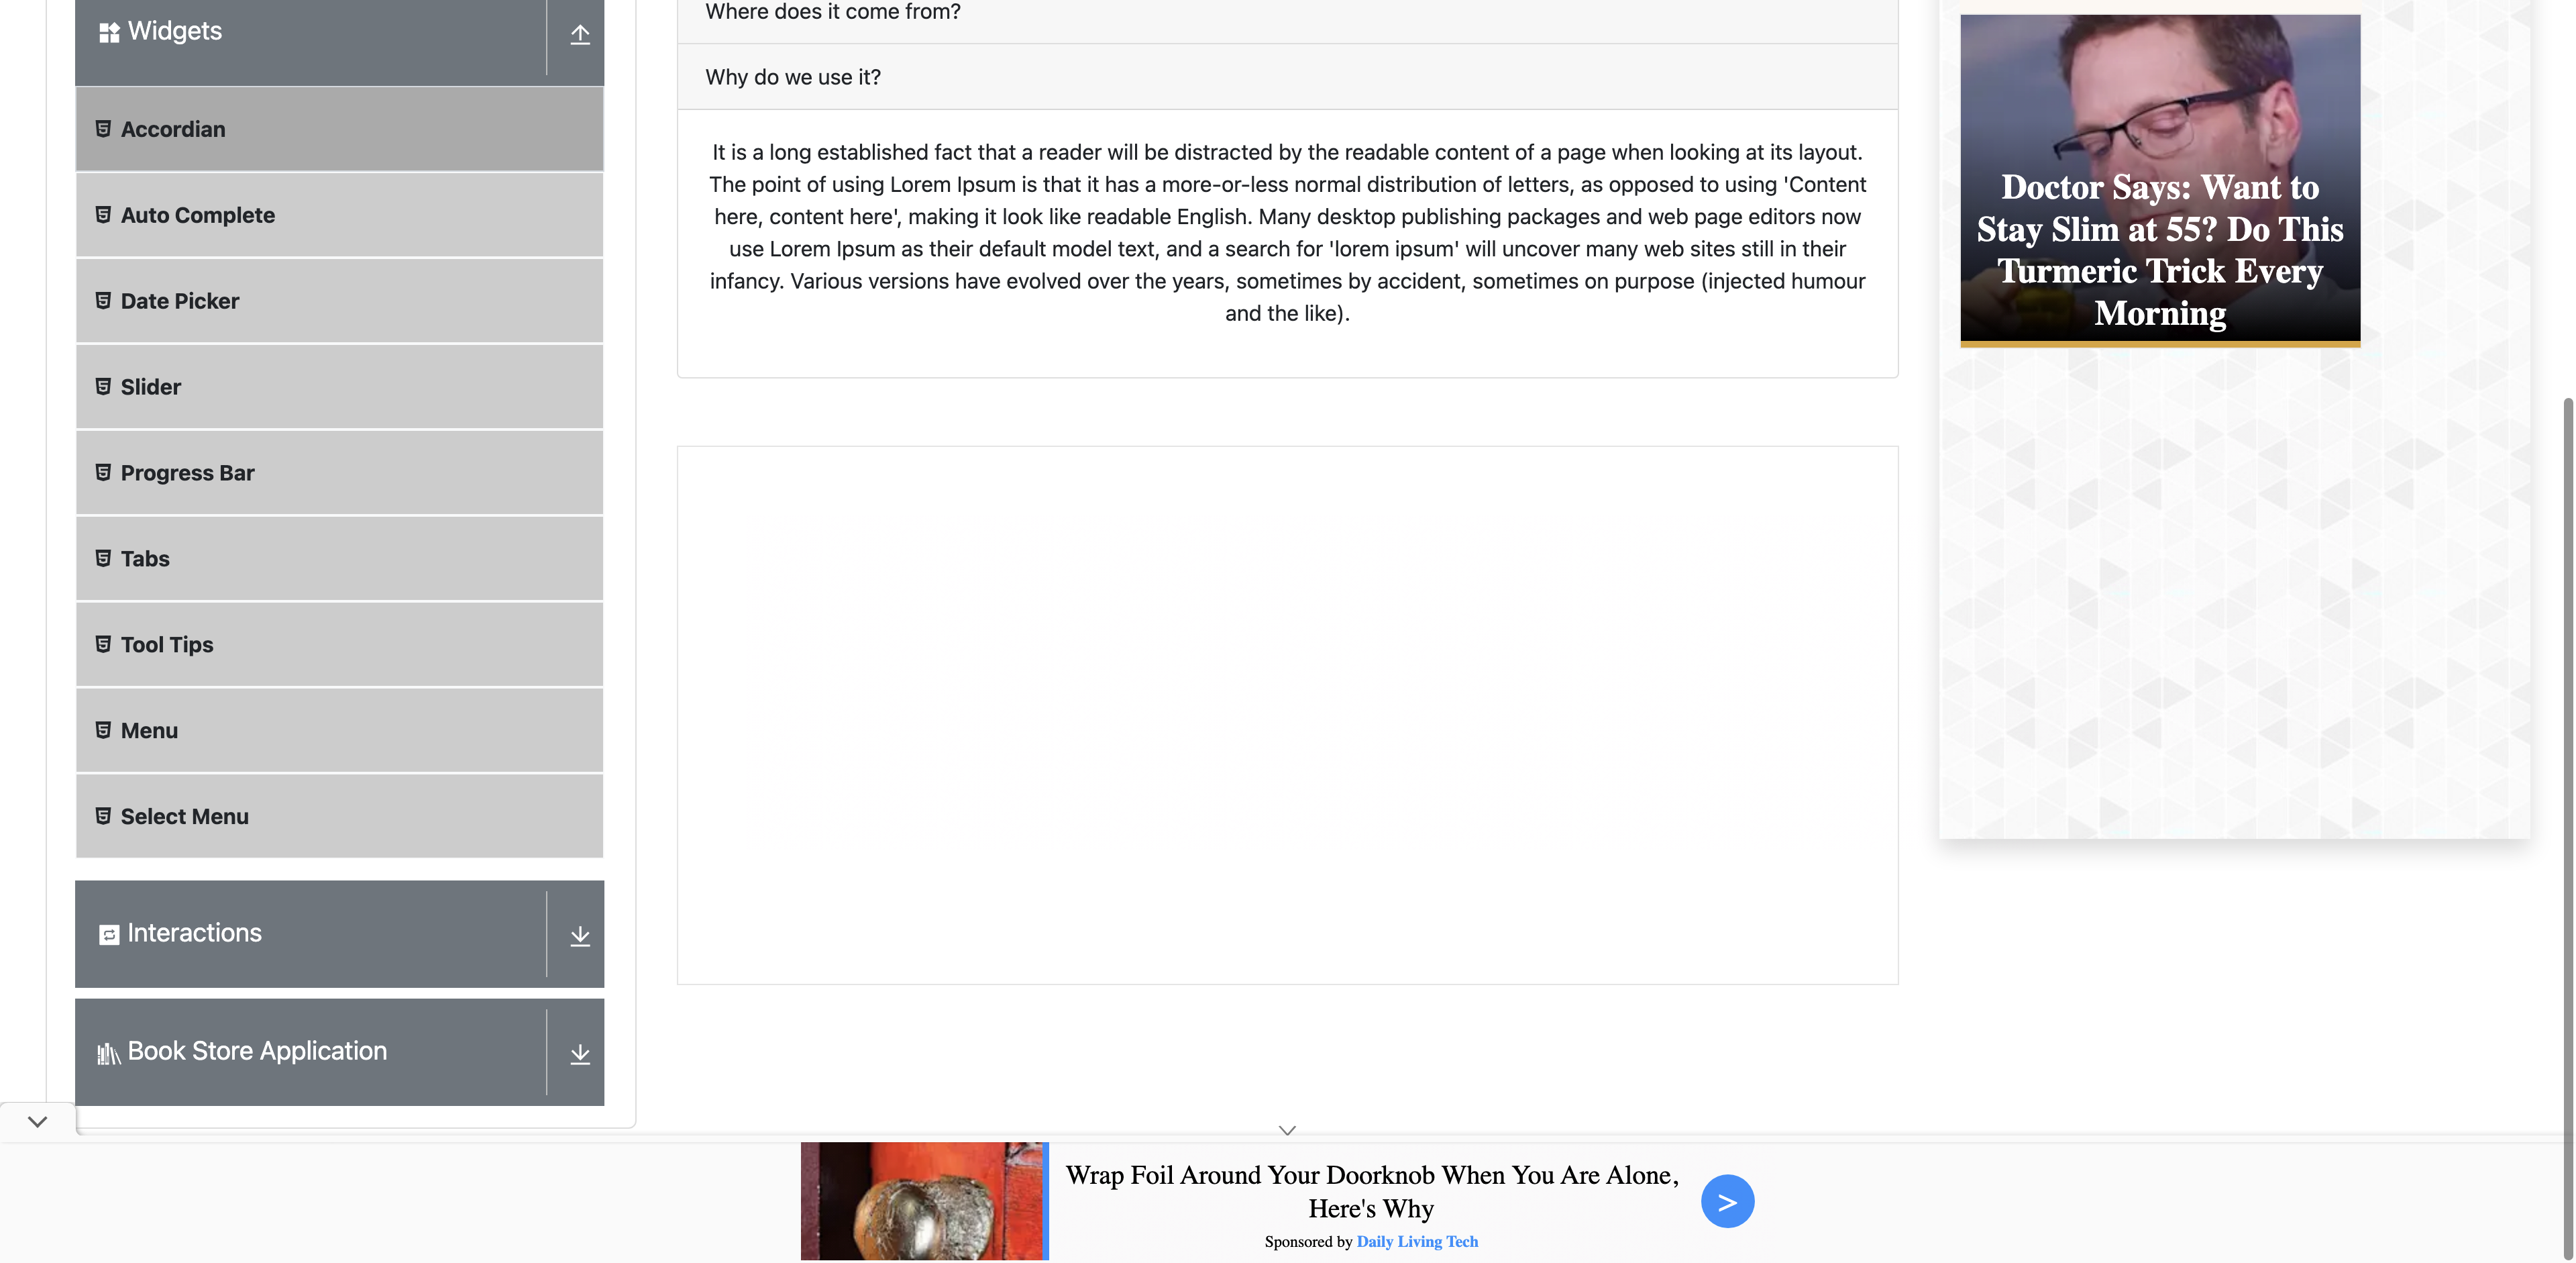 Widgets
Accordian
Auto Complete
Date Picker
Slider
Progress Bar
Tabs
Tool Tips
Menu
Select Menu
Interactions
Book Store Application
Where does it come from?
Why do we use it?
It is a long established fact that a reader will be distracted by the readable content of a page when looking at its layout.
The point of using Lorem Ipsum is that it has a more-or-less normal distribution of letters, as opposed to using 'Content
here, content here', making it look like readable English. Many desktop publishing packages and web page editors now
use Lorem Ipsum as their default model text, and a search for 'lorem ipsum' will uncover many web sites still in their
infancy. Various versions have evolved over the years, sometimes by accident, sometimes on purpose (injected humour
and the like).
Doctor Says: Want to
Stay Slim at 55? Do This
Turmeric Trick Every
Morning
Wrap Foil Around Your Doorknob When You Are Alone,
Here's Why
Sponsored by Daily Living Tech